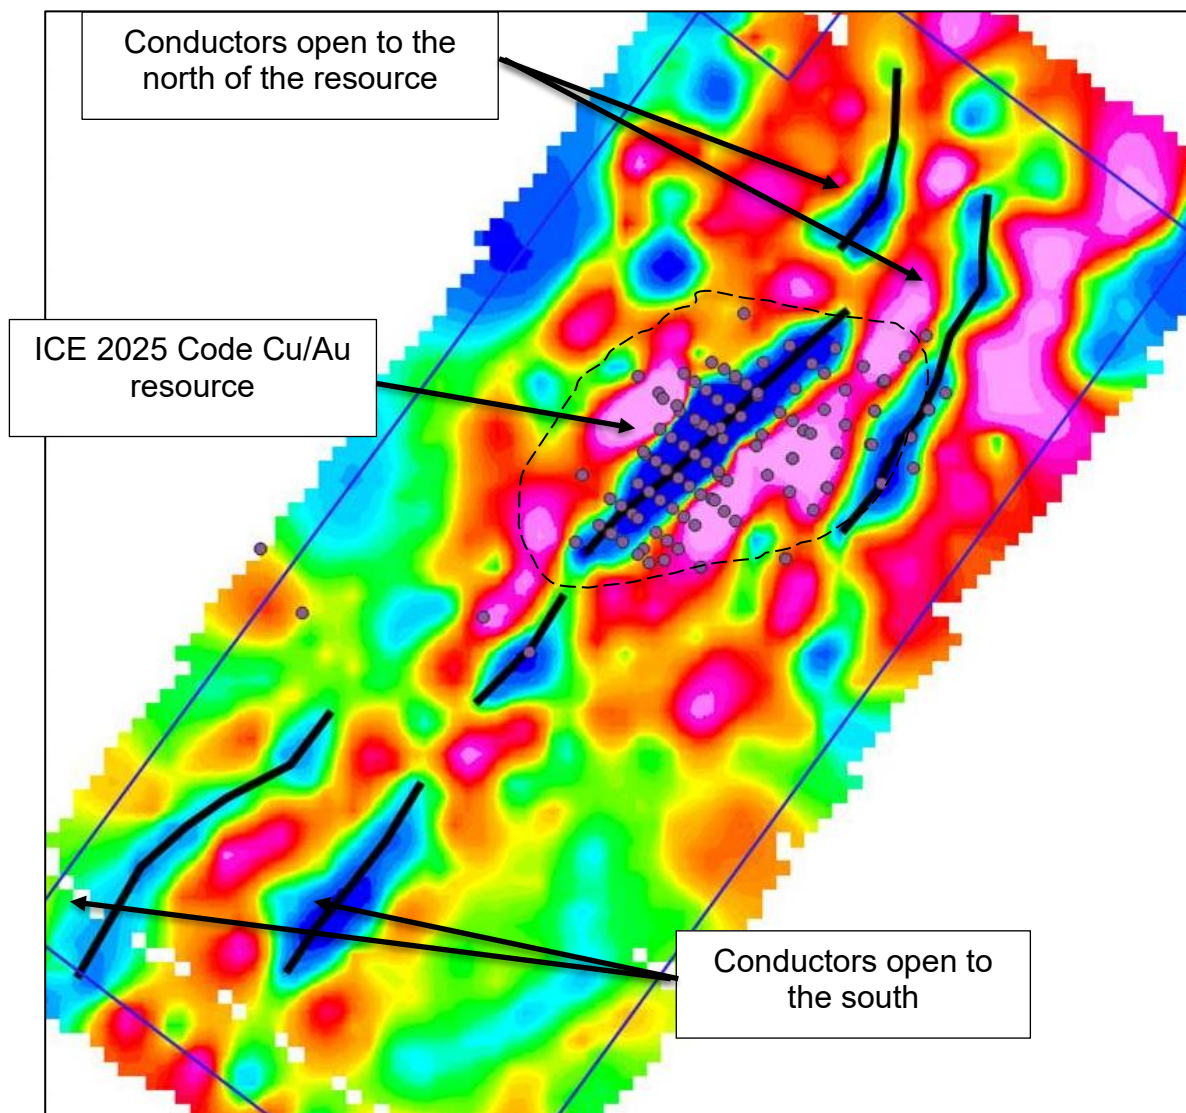 Conductors open to the
north of the resource
ICE 2025 Code Cu/Au
resource
Conductors open to
the south